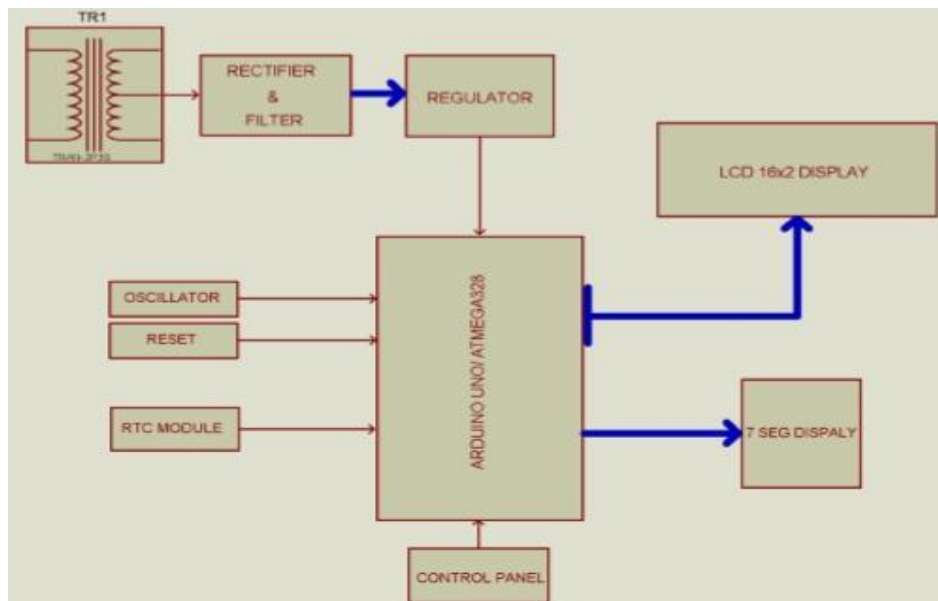 TR1
RECTIFIER
&
FILTER
REGULATOR
LCD 16x2 DISPLAY
OSCILLATOR
RESET
ARDUINO UNO/ ATMEGA328
RTC MODULE
7 SEG DISPALY
CONTROL PANEL